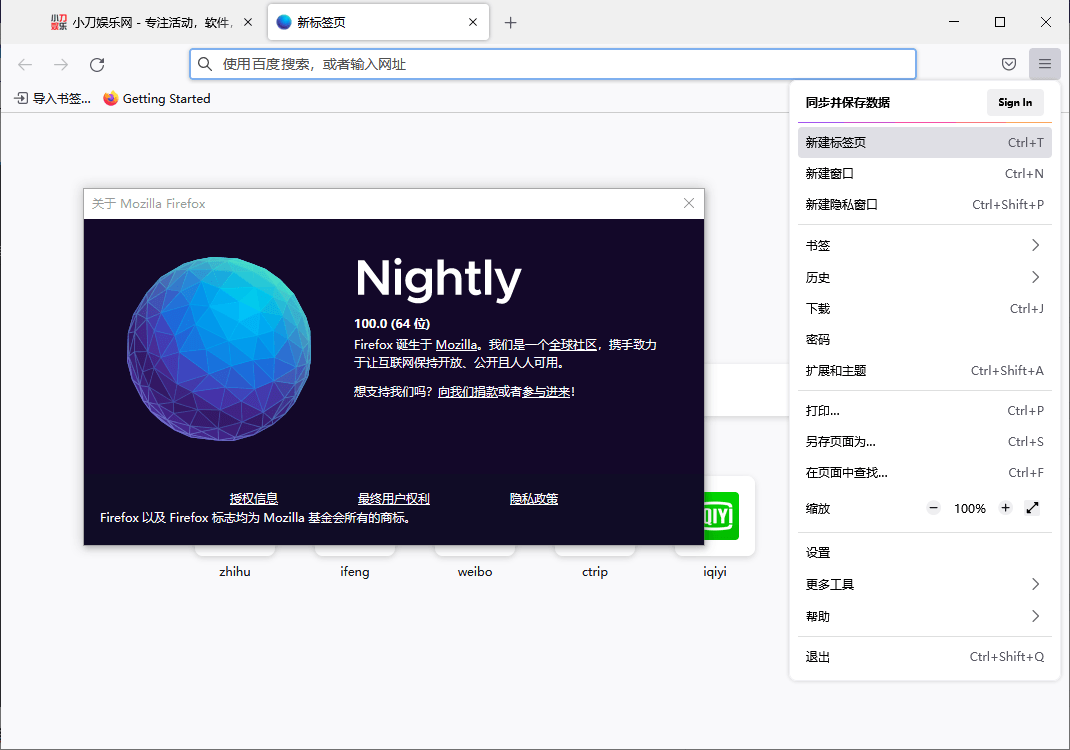 小刀娱乐网 - 专注活动，软件，
新标签页
使用百度搜索，或者输入网址
导入书签...
Getting Started
同步并保存数据
Sign In
新建标签页 Ctrl+T
新建窗口 Ctrl+N
新建隐私窗口 Ctrl+Shift+P
书签
历史
下载 Ctrl+J
密码
扩展和主题 Ctrl+Shift+A
打印... Ctrl+P
另存页面为... Ctrl+S
在页面中查找... Ctrl+F
缩放 − 100% +
设置
更多工具
帮助
退出 Ctrl+Shift+Q
关于 Mozilla Firefox
Nightly
100.0 (64 位)
Firefox 诞生于 Mozilla。我们是一个全球社区，携手致力
于让互联网保持开放、公开且人人可用。
想支持我们吗？向我们捐款或者参与进来！
授权信息 最终用户权利 隐私政策
Firefox 以及 Firefox 标志均为 Mozilla 基金会所有的商标。
QIYI
zhihu
ifeng
weibo
ctrip
iqiyi